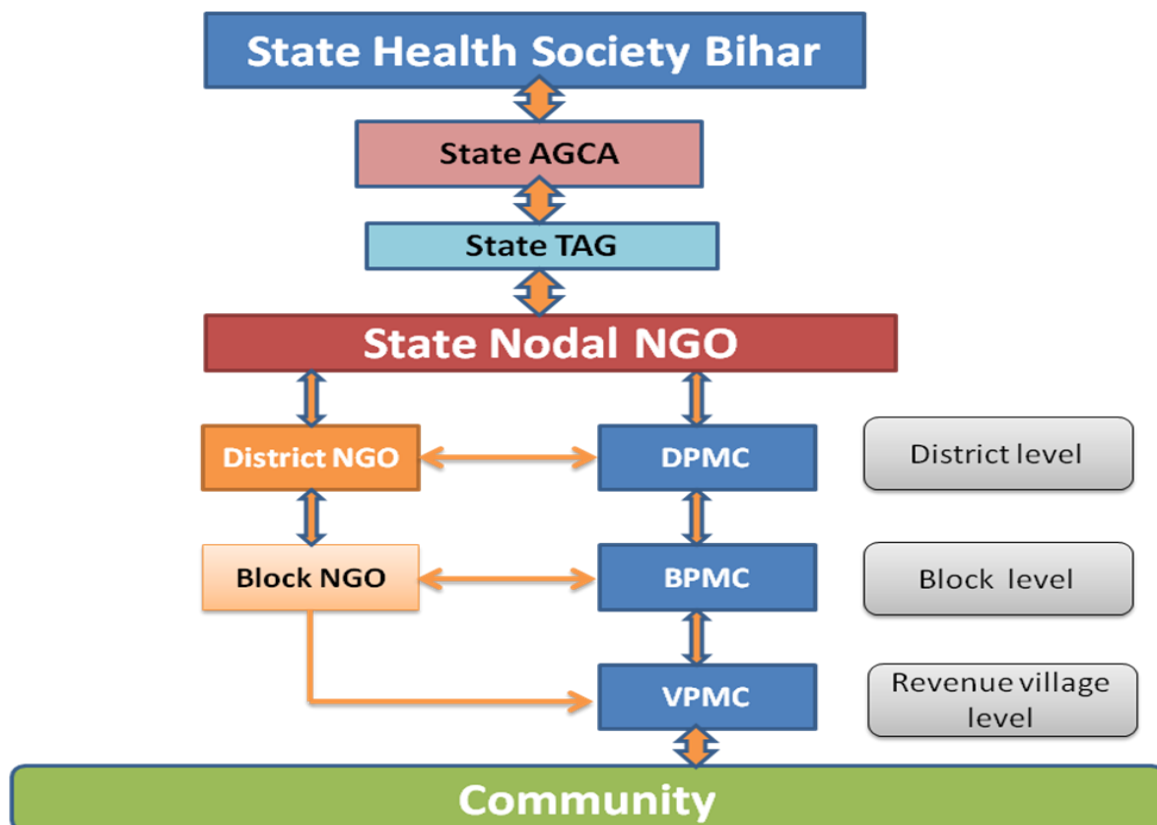 State Health Society Bihar
State AGCA
State TAG
State Nodal NGO
District NGO
DPMC
District level
Block NGO
BPMC
Block level
VPMC
Revenue village
level
Community